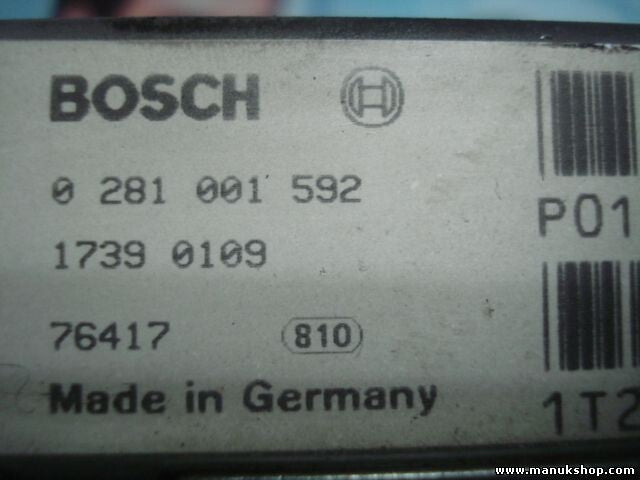 BOSCH
0 281 001 592
1739 0109
76417 810
Made in Germany
P01
1T2
www.manukshop.com